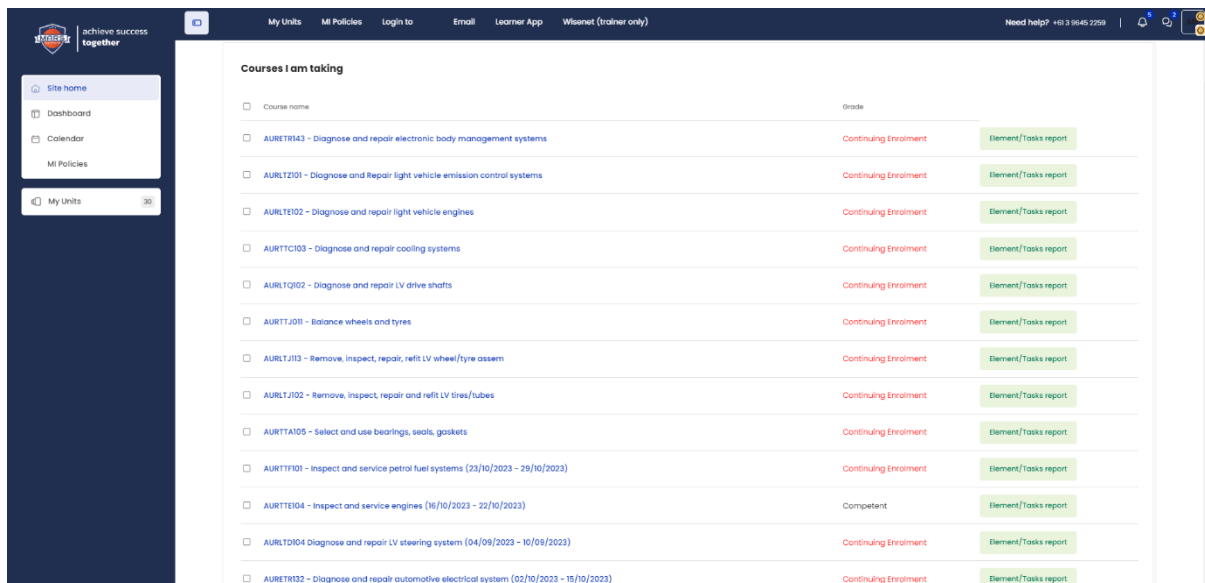 achieve success
together
MARS
My Units MI Policies Login to Email Learner App Wisenet (trainer only) Need help? +61 3 9645 2259 | 5 2
Site home
Dashboard
Calendar
MI Policies
My Units 30
Courses I am taking
Course name Grade
AURETR143 - Diagnose and repair electronic body management systems Continuing Enrolment Element/Tasks report
AURLTZ101 - Diagnose and Repair light vehicle emission control systems Continuing Enrolment Element/Tasks report
AURLTE102 - Diagnose and repair light vehicle engines Continuing Enrolment Element/Tasks report
AURTTC103 - Diagnose and repair cooling systems Continuing Enrolment Element/Tasks report
AURLTQ102 - Diagnose and repair LV drive shafts Continuing Enrolment Element/Tasks report
AURTTJ011 - Balance wheels and tyres Continuing Enrolment Element/Tasks report
AURLTJ113 - Remove, inspect, repair, refit LV wheel/tyre assem Continuing Enrolment Element/Tasks report
AURLTJ102 - Remove, inspect, repair and refit LV tires/tubes Continuing Enrolment Element/Tasks report
AURTTA105 - Select and use bearings, seals, gaskets Continuing Enrolment Element/Tasks report
AURTTF101 - Inspect and service petrol fuel systems (23/10/2023 - 29/10/2023) Continuing Enrolment Element/Tasks report
AURTTE104 - Inspect and service engines (16/10/2023 - 22/10/2023) Competent Element/Tasks report
AURLTD104 Diagnose and repair LV steering system (04/09/2023 - 10/09/2023) Continuing Enrolment Element/Tasks report
AURETR132 - Diagnose and repair automotive electrical system (02/10/2023 - 15/10/2023) Continuing Enrolment Element/Tasks report